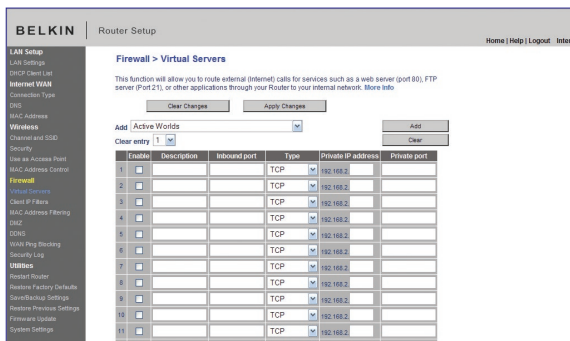 BELKIN
Router Setup
Home | Help | Logout Inter
LAN Setup
LAN Settings
DHCP Client List
Internet WAN
Connection Type
DNS
MAC Address
Wireless
Channel and SSID
Security
Use as Access Point
MAC Address Control
Firewall
Virtual Servers
Client IP Filters
MAC Address Filtering
DMZ
DDNS
WAN Ping Blocking
Security Log
Utilities
Restart Router
Restore Factory Defaults
Save/Backup Settings
Restore Previous Settings
Firmware Update
System Settings
Firewall > Virtual Servers
This function will allow you to route external (Internet) calls for services such as a web server (port 80), FTP
server (Port 21), or other applications through your Router to your internal network. More Info
Clear Changes Apply Changes
Add Active Worlds Add
Clear entry 1 Clear
Enable Description Inbound port Type Private IP address Private port
1 TCP 192.168.2.
2 TCP 192.168.2.
3 TCP 192.168.2.
4 TCP 192.168.2.
5 TCP 192.168.2.
6 TCP 192.168.2.
7 TCP 192.168.2.
8 TCP 192.168.2.
9 TCP 192.168.2.
10 TCP 192.168.2.
11 TCP 192.168.2.